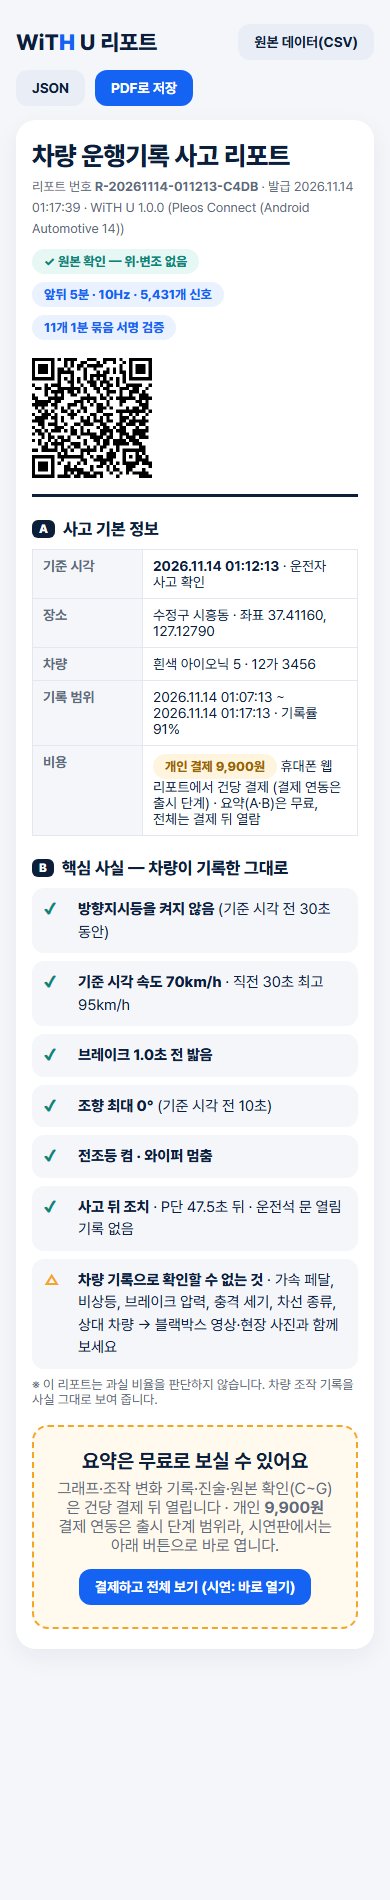 WiTH U 리포트
원본 데이터(CSV)
JSON
PDF로 저장
차량 운행기록 사고 리포트
리포트 번호 R-20261114-011213-C4DB · 발급 2026.11.14
01:17:39 · WiTH U 1.0.0 (Pleos Connect (Android
Automotive 14))
✓ 원본 확인 — 위·변조 없음
앞뒤 5분 · 10Hz · 5,431개 신호
11개 1분 묶음 서명 검증
A 사고 기본 정보
기준 시각
2026.11.14 01:12:13 · 운전자
사고 확인
장소
수정구 시흥동 · 좌표 37.41160,
127.12790
차량
흰색 아이오닉 5 · 12가 3456
기록 범위
2026.11.14 01:07:13 ~
2026.11.14 01:17:13 · 기록률
91%
비용
개인 결제 9,900원 휴대폰 웹
리포트에서 건당 결제 (결제 연동은
출시 단계) · 요약(A·B)은 무료,
전체는 결제 뒤 열람
B 핵심 사실 — 차량이 기록한 그대로
✓ 방향지시등을 켜지 않음 (기준 시각 전 30초
동안)
✓ 기준 시각 속도 70km/h · 직전 30초 최고
95km/h
✓ 브레이크 1.0초 전 밟음
✓ 조향 최대 0° (기준 시각 전 10초)
✓ 전조등 켬 · 와이퍼 멈춤
✓ 사고 뒤 조치 · P단 47.5초 뒤 · 운전석 문 열림
기록 없음
△ 차량 기록으로 확인할 수 없는 것 · 가속 페달,
비상등, 브레이크 압력, 충격 세기, 차선 종류,
상대 차량 → 블랙박스 영상·현장 사진과 함께
보세요
※ 이 리포트는 과실 비율을 판단하지 않습니다. 차량 조작 기록을
사실 그대로 보여 줍니다.
요약은 무료로 보실 수 있어요
그래프·조작 변화 기록·진술·원본 확인(C~G)
은 건당 결제 뒤 열립니다 · 개인 9,900원
결제 연동은 출시 단계 범위라, 시연판에서는
아래 버튼으로 바로 엽니다.
결제하고 전체 보기 (시연: 바로 열기)